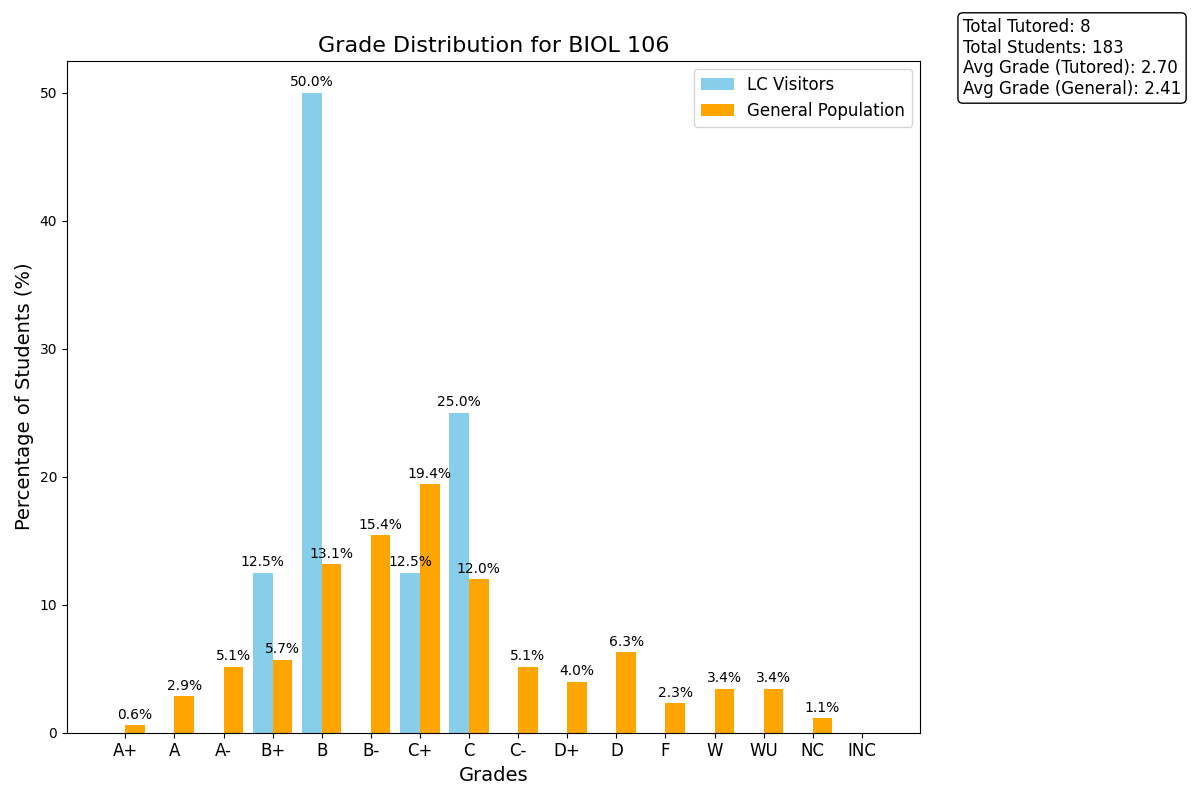 Grade Distribution for BIOL 106
Total Tutored: 8
Total Students: 183
Avg Grade (Tutored): 2.70
Avg Grade (General): 2.41
LC Visitors
General Population
Percentage of Students (%)
50
40
30
20
10
0
0.6%
2.9%
5.1%
12.5%
5.7%
50.0%
13.1%
15.4%
12.5%
19.4%
25.0%
12.0%
5.1%
4.0%
6.3%
2.3%
3.4%
3.4%
1.1%
A+ A A- B+ B B- C+ C C- D+ D F W WU NC INC
Grades